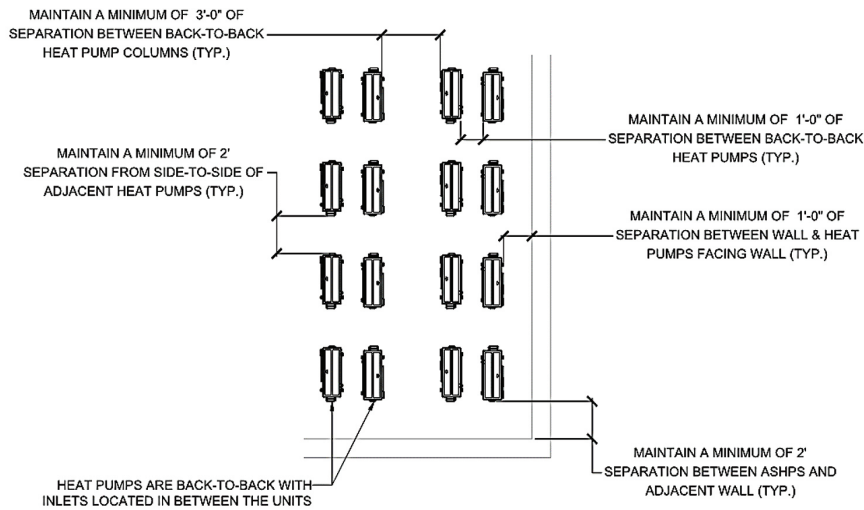 MAINTAIN A MINIMUM OF 3'-0" OF
SEPARATION BETWEEN BACK-TO-BACK
HEAT PUMP COLUMNS (TYP.)
MAINTAIN A MINIMUM OF 1'-0" OF
SEPARATION BETWEEN BACK-TO-BACK
HEAT PUMPS (TYP.)
MAINTAIN A MINIMUM OF 2'
SEPARATION FROM SIDE-TO-SIDE OF
ADJACENT HEAT PUMPS (TYP.)
MAINTAIN A MINIMUM OF 1'-0" OF
SEPARATION BETWEEN WALL & HEAT
PUMPS FACING WALL (TYP.)
MAINTAIN A MINIMUM OF 2'
SEPARATION BETWEEN ASHPS AND
ADJACENT WALL (TYP.)
HEAT PUMPS ARE BACK-TO-BACK WITH
INLETS LOCATED IN BETWEEN THE UNITS